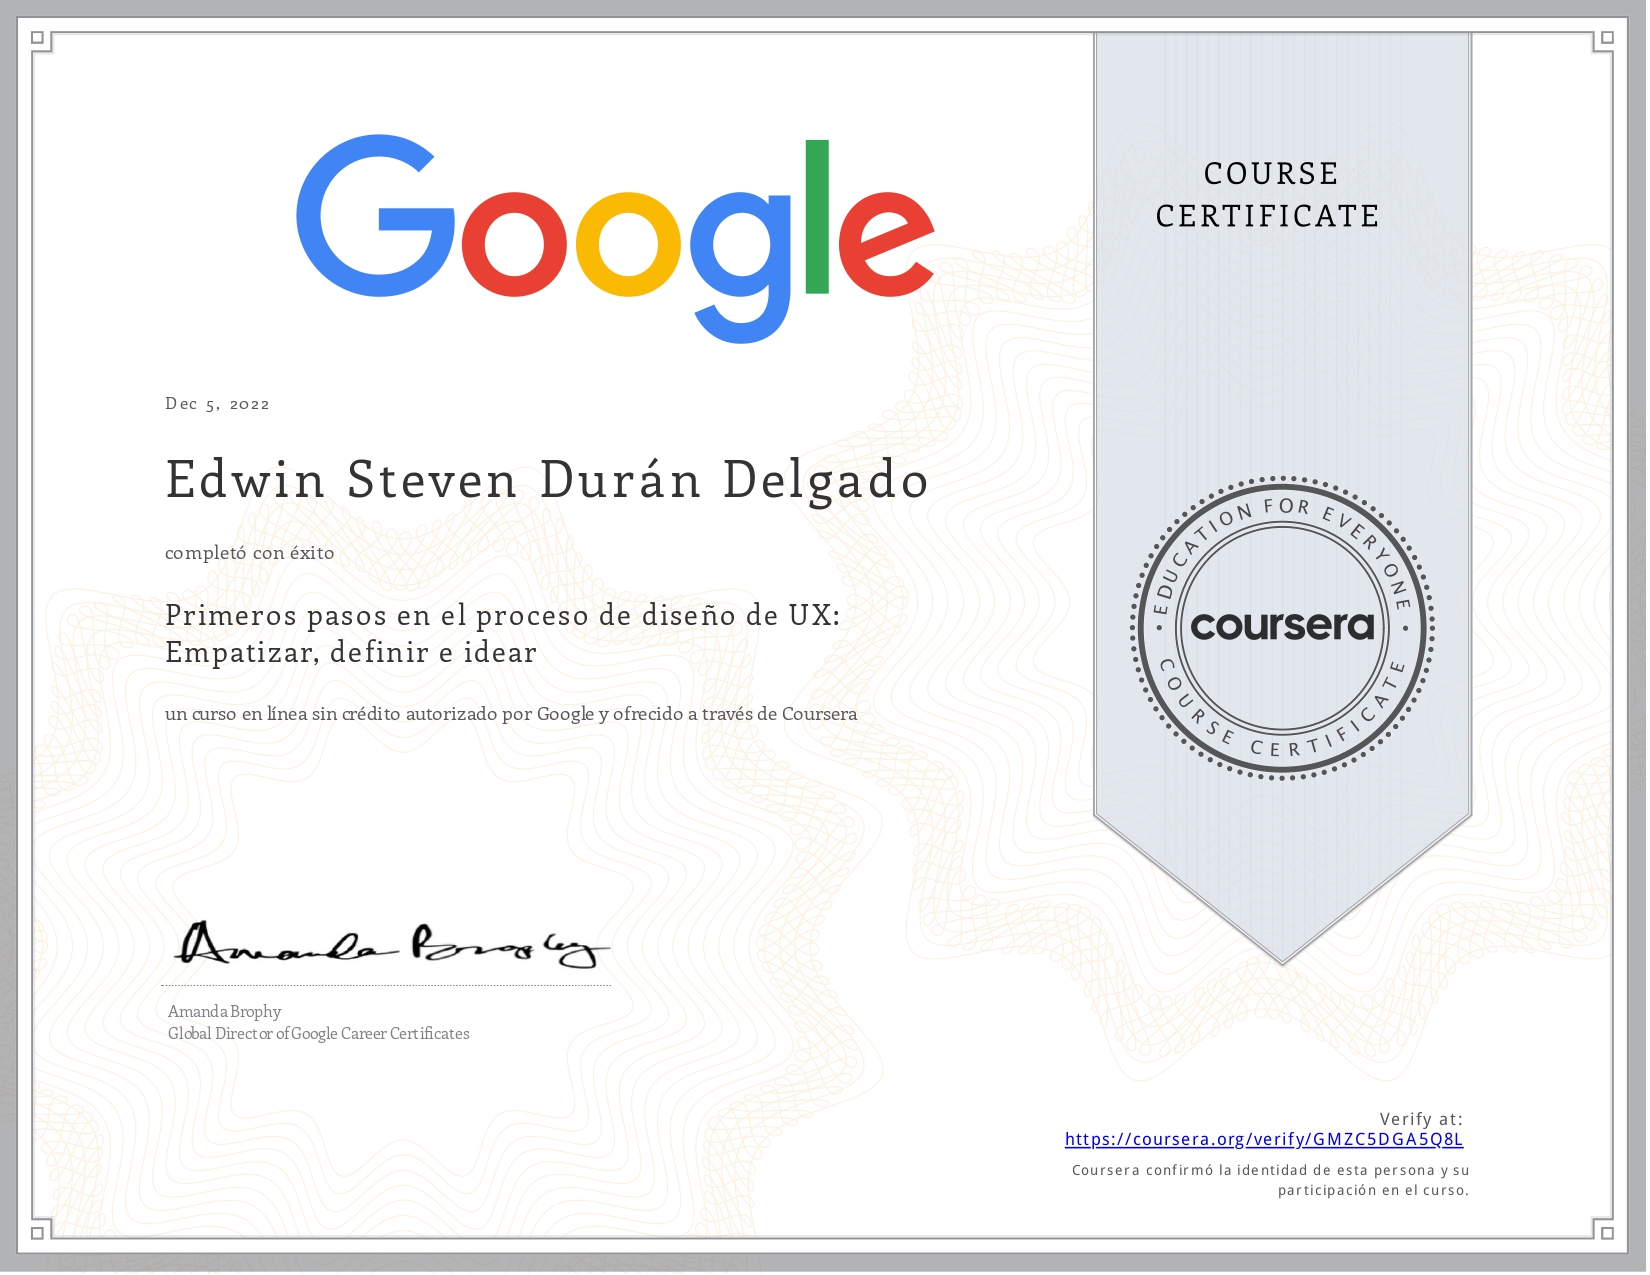 Google
COURSE
CERTIFICATE
Dec 5, 2022
Edwin Steven Durán Delgado
completó con éxito
Primeros pasos en el proceso de diseño de UX:
Empatizar, definir e idear
un curso en línea sin crédito autorizado por Google y ofrecido a través de Coursera
EDUCATION FOR EVERYONE
coursera
COURSE CERTIFICATE
Amanda Brophy
Amanda Brophy
Global Director of Google Career Certificates
Verify at:
https://coursera.org/verify/GMZC5DGA5Q8L
Coursera confirmó la identidad de esta persona y su
participación en el curso.